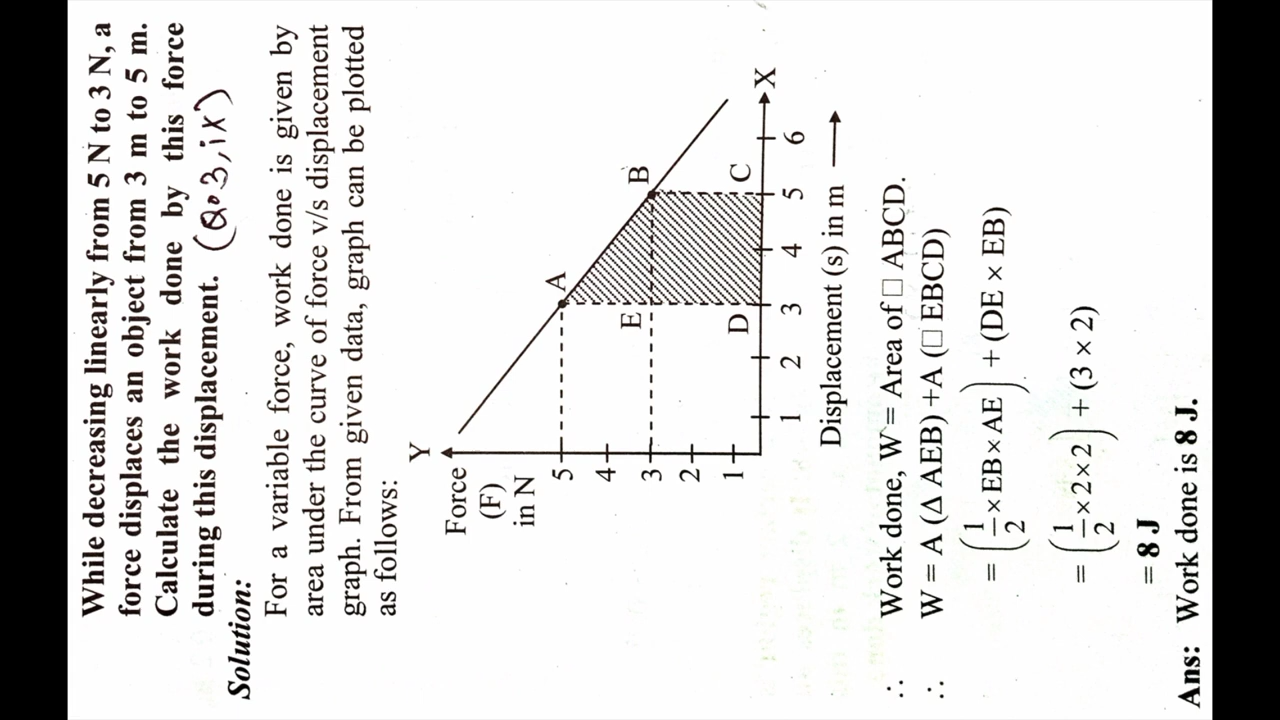 While decreasing linearly from 5 N to 3 N, a
force displaces an object from 3 m to 5 m.
Calculate the work done by this force
during this displacement. (Q.3, ix)
Solution:
For a variable force, work done is given by
area under the curve of force v/s displacement
graph. From given data, graph can be plotted
as follows:
Y
Force
(F)
in N
5
4
3
2
1
A
B
E
D
C
X
1 2 3 4 5 6
Displacement (s) in m ⟶
∴ Work done, W = Area of □ ABCD.
∴ W = A (Δ AEB) +A (□ EBCD)
= (1/2 × EB × AE) + (DE × EB)
= (1/2 × 2 × 2) + (3 × 2)
= 8 J
Ans: Work done is 8 J.